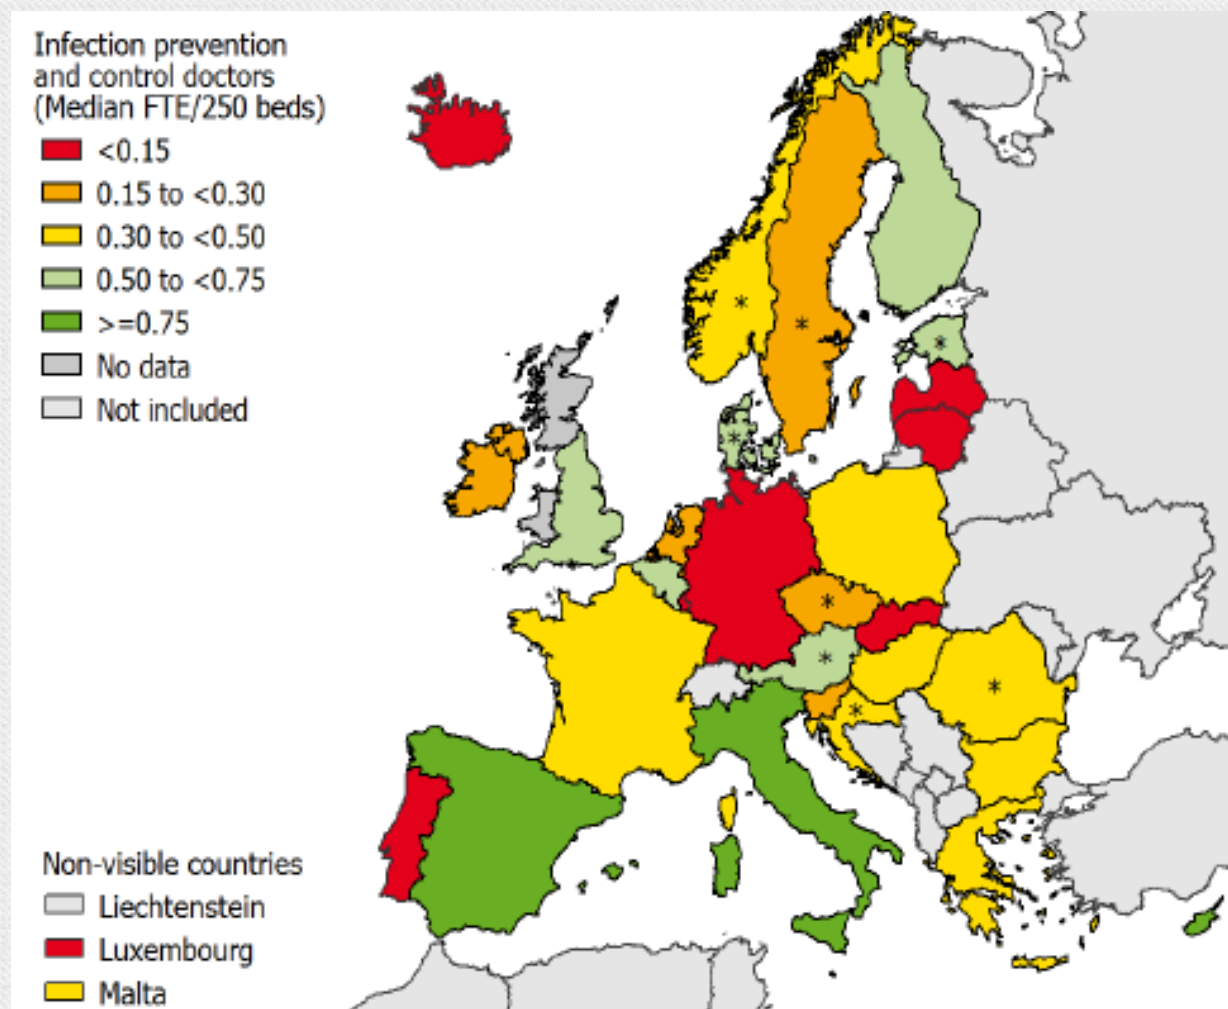 Infection prevention
and control doctors
(Median FTE/250 beds)
<0.15
0.15 to <0.30
0.30 to <0.50
0.50 to <0.75
>=0.75
No data
Not included
*
*
*
*
*
*
*
*
Non-visible countries
Liechtenstein
Luxembourg
Malta